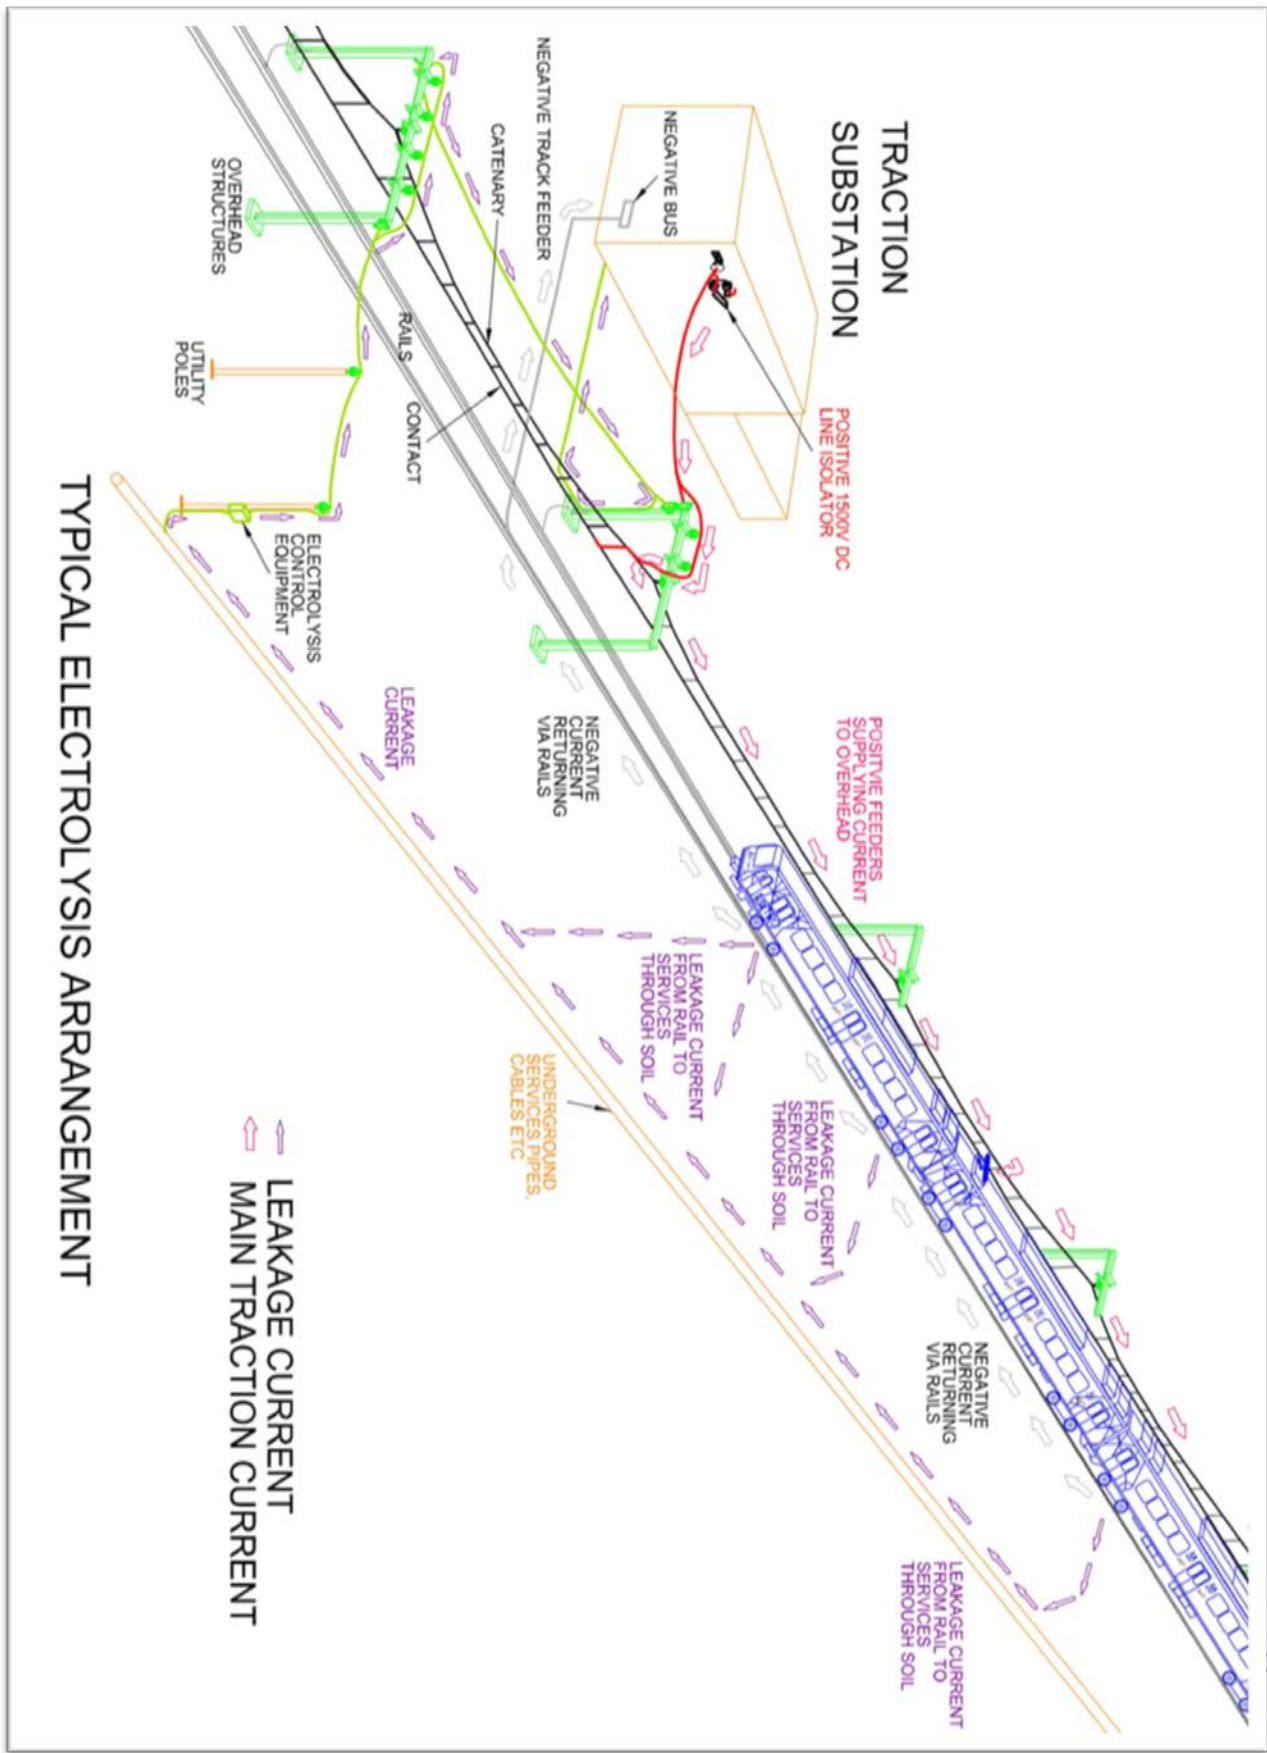 TRACTION
SUBSTATION
NEGATIVE BUS
NEGATIVE TRACK FEEDER
CATENARY
OVERHEAD
STRUCTURES
RAILS
UTILITY
POLES
CONTACT
POSITIVE 1500V DC
LINE ISOLATOR
ELECTROLYSIS
CONTROL
EQUIPMENT
LEAKAGE
CURRENT
NEGATIVE
CURRENT
RETURNING
VIA RAILS
POSITVIE FEEDERS
SUPPLYING CURRENT
TO OVERHEAD
LEAKAGE CURRENT
FROM RAIL TO
SERVICES
THROUGH SOIL
UNDERGROUND
SERVICES PIPES,
CABLES ETC
LEAKAGE CURRENT
FROM RAIL TO
SERVICES
THROUGH SOIL
NEGATIVE
CURRENT
RETURNING
VIA RAILS
LEAKAGE CURRENT
FROM RAIL TO
SERVICES
THROUGH SOIL
LEAKAGE CURRENT
MAIN TRACTION CURRENT
TYPICAL ELECTROLYSIS ARRANGEMENT